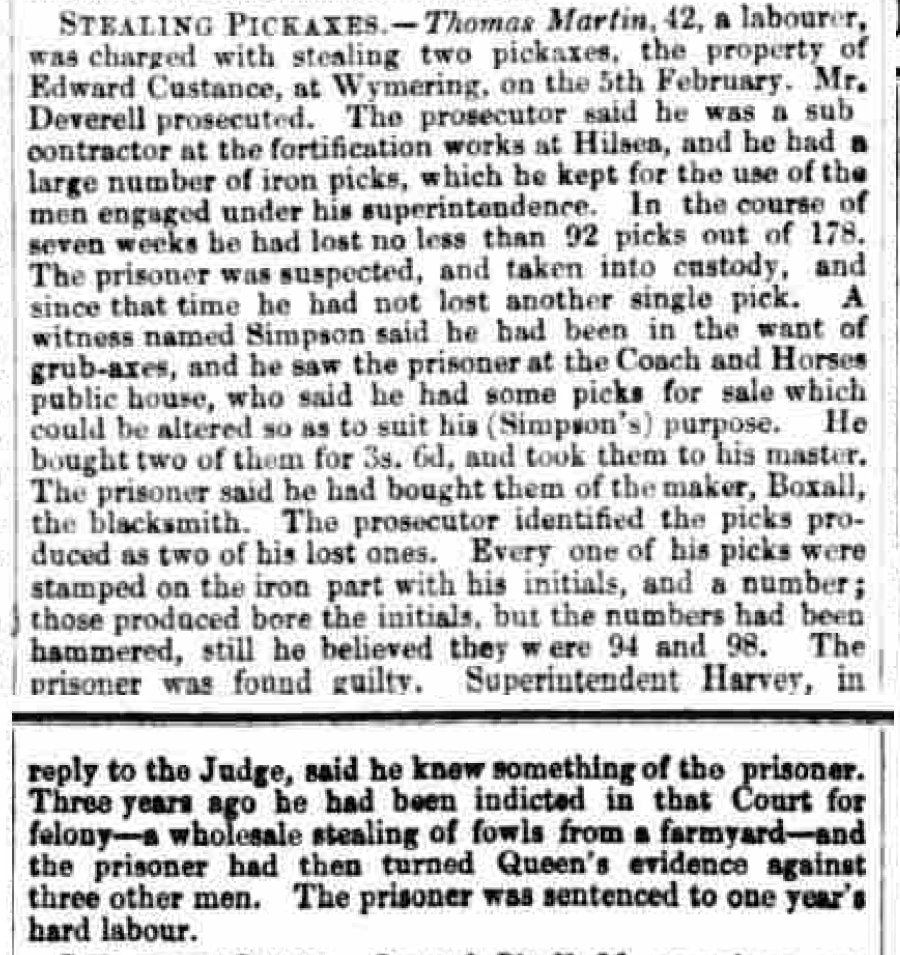 STEALING PICKAXES.—Thomas Martin, 42, a labourer,
was charged with stealing two pickaxes, the property of
Edward Custance, at Wymering, on the 5th February. Mr.
Deverell prosecuted. The prosecutor said he was a sub
contractor at the fortification works at Hilsea, and he had a
large number of iron picks, which he kept for the use of the
men engaged under his superintendence. In the course of
seven weeks he had lost no less than 92 picks out of 178.
The prisoner was suspected, and taken into custody, and
since that time he had not lost another single pick. A
witness named Simpson said he had been in the want of
grub-axes, and he saw the prisoner at the Coach and Horses
public house, who said he had some picks for sale which
could be altered so as to suit his (Simpson's) purpose. He
bought two of them for 3s. 6d, and took them to his master.
The prisoner said he had bought them of the maker, Boxall,
the blacksmith. The prosecutor identified the picks pro-
duced as two of his lost ones. Every one of his picks were
stamped on the iron part with his initials, and a number;
those produced bore the initials, but the numbers had been
hammered, still he believed they were 94 and 98. The
prisoner was found guilty. Superintendent Harvey, in
reply to the Judge, said he knew something of the prisoner.
Three years ago he had been indicted in that Court for
felony—a wholesale stealing of fowls from a farmyard—and
the prisoner had then turned Queen's evidence against
three other men. The prisoner was sentenced to one year's
hard labour.